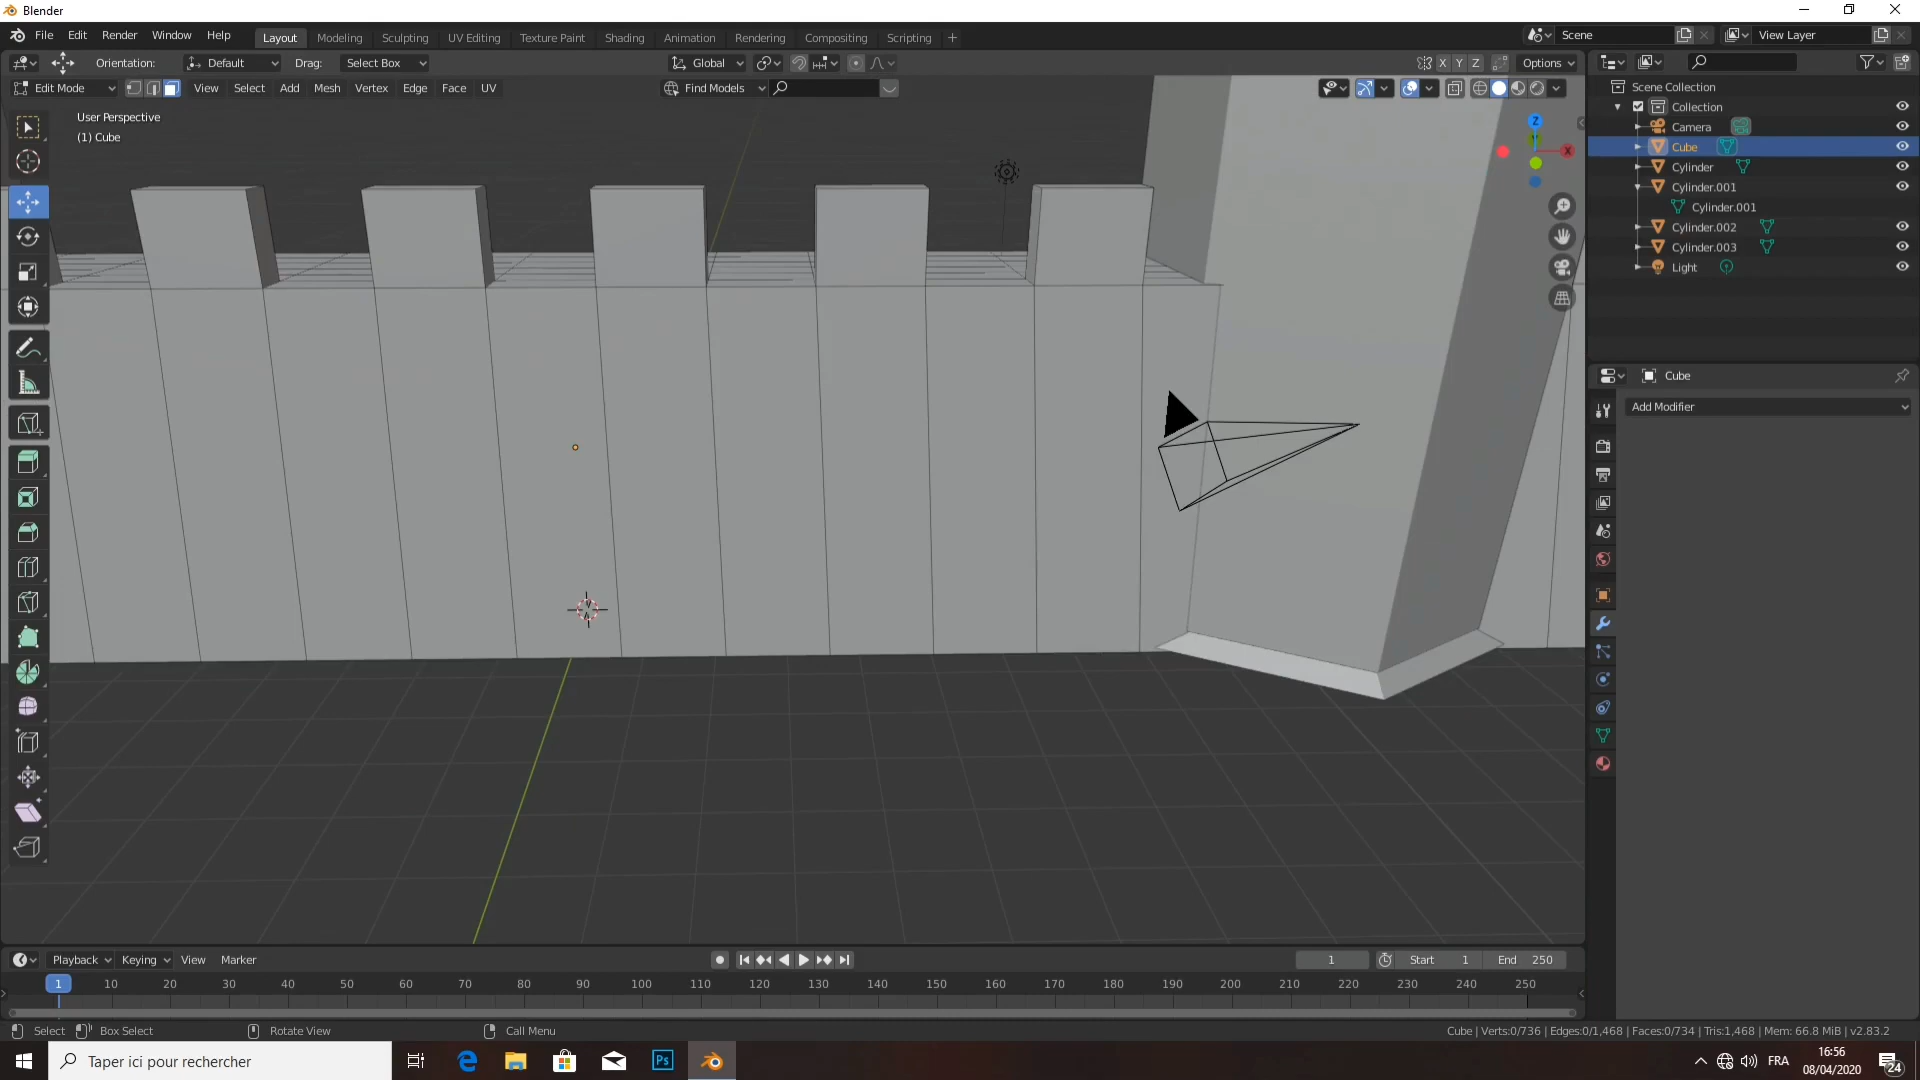 Blender
File Edit Render Window Help Layout Modeling Sculpting UV Editing Texture Paint Shading Animation Rendering Compositing Scripting + Scene View Layer
Orientation: Default Drag: Select Box Global X Y Z Options
Edit Mode View Select Add Mesh Vertex Edge Face UV Find Models
User Perspective
(1) Cube
Z
X
Scene Collection
Collection
Camera
Cube
Cylinder
Cylinder.001
Cylinder.001
Cylinder.002
Cylinder.003
Light
Cube
Add Modifier
Playback Keying View Marker 1 Start 1 End 250
1 10 20 30 40 50 60 70 80 90 100 110 120 130 140 150 160 170 180 190 200 210 220 230 240 250
Select Box Select Rotate View Call Menu Cube | Verts:0/736 | Edges:0/1,468 | Faces:0/734 | Tris:1,468 | Mem: 66.8 MiB | v2.83.2
Taper ici pour rechercher Ps FRA 16:56
08/04/2020 24